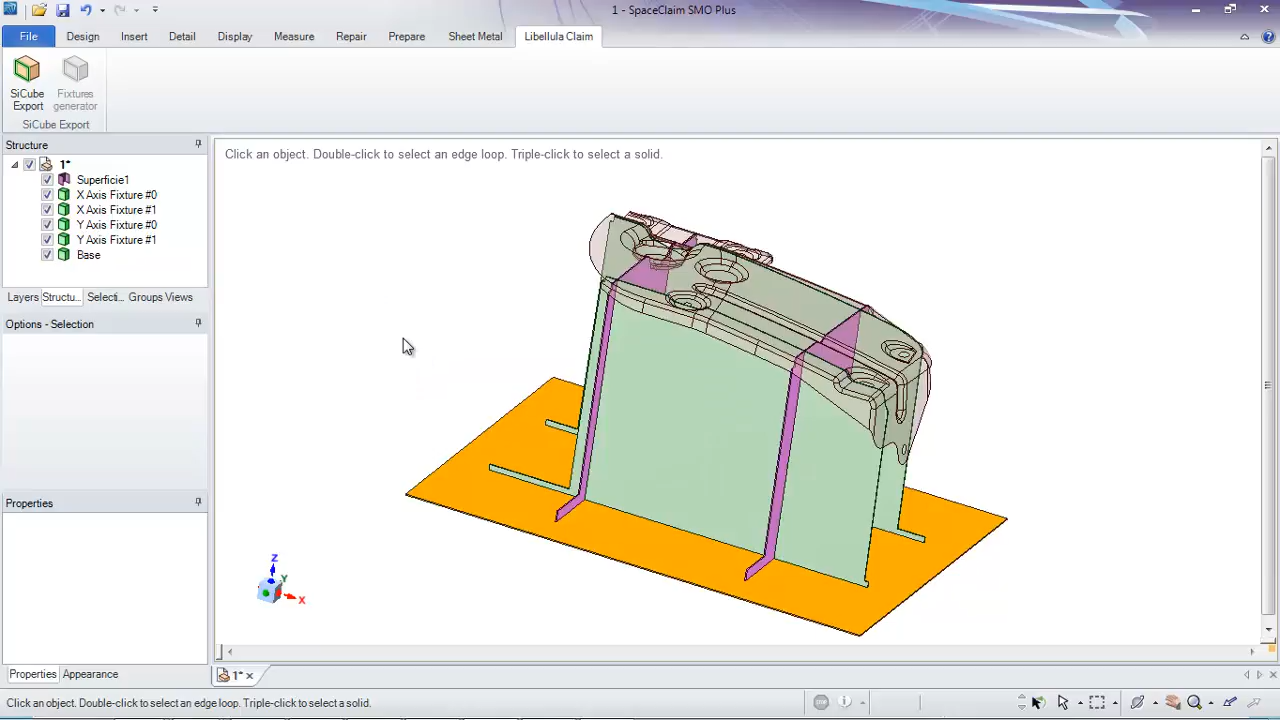 1 - SpaceClaim SMO Plus
File Design Insert Detail Display Measure Repair Prepare Sheet Metal Libellula Claim
SiCube Export
Fixtures generator
SiCube Export
Structure
1*
Superficie1
X Axis Fixture #0
X Axis Fixture #1
Y Axis Fixture #0
Y Axis Fixture #1
Base
Layers Structu... Selecti... Groups Views
Options - Selection
Properties
Properties Appearance
Click an object. Double-click to select an edge loop. Triple-click to select a solid.
Z
Y
X
1*
Click an object. Double-click to select an edge loop. Triple-click to select a solid.